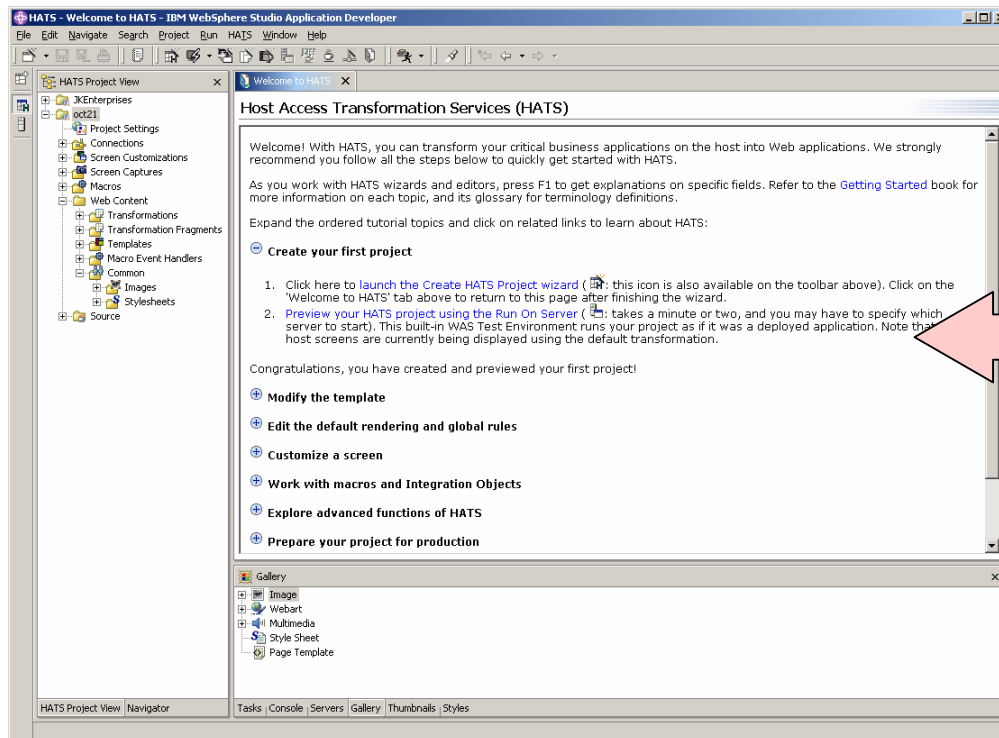 HATS - Welcome to HATS - IBM WebSphere Studio Application Developer
File Edit Navigate Search Project Run HATS Window Help
HATS Project View
Welcome to HATS
JKEnterprises
oct21
Project Settings
Connections
Screen Customizations
Screen Captures
Macros
Web Content
Transformations
Transformation Fragments
Templates
Macro Event Handlers
Common
Images
Stylesheets
Source
Host Access Transformation Services (HATS)
Welcome! With HATS, you can transform your critical business applications on the host into Web applications. We strongly
recommend you follow all the steps below to quickly get started with HATS.
As you work with HATS wizards and editors, press F1 to get explanations on specific fields. Refer to the Getting Started book for
more information on each topic, and its glossary for terminology definitions.
Expand the ordered tutorial topics and click on related links to learn about HATS:
Create your first project
1. Click here to launch the Create HATS Project wizard ( : this icon is also available on the toolbar above). Click on the
'Welcome to HATS' tab above to return to this page after finishing the wizard.
2. Preview your HATS project using the Run On Server ( : takes a minute or two, and you may have to specify which
server to start). This built-in WAS Test Environment runs your project as if it was a deployed application. Note that
host screens are currently being displayed using the default transformation.
Congratulations, you have created and previewed your first project!
Modify the template
Edit the default rendering and global rules
Customize a screen
Work with macros and Integration Objects
Explore advanced functions of HATS
Prepare your project for production
Gallery
Image
Webart
Multimedia
Style Sheet
Page Template
HATS Project View Navigator
Tasks Console Servers Gallery Thumbnails Styles